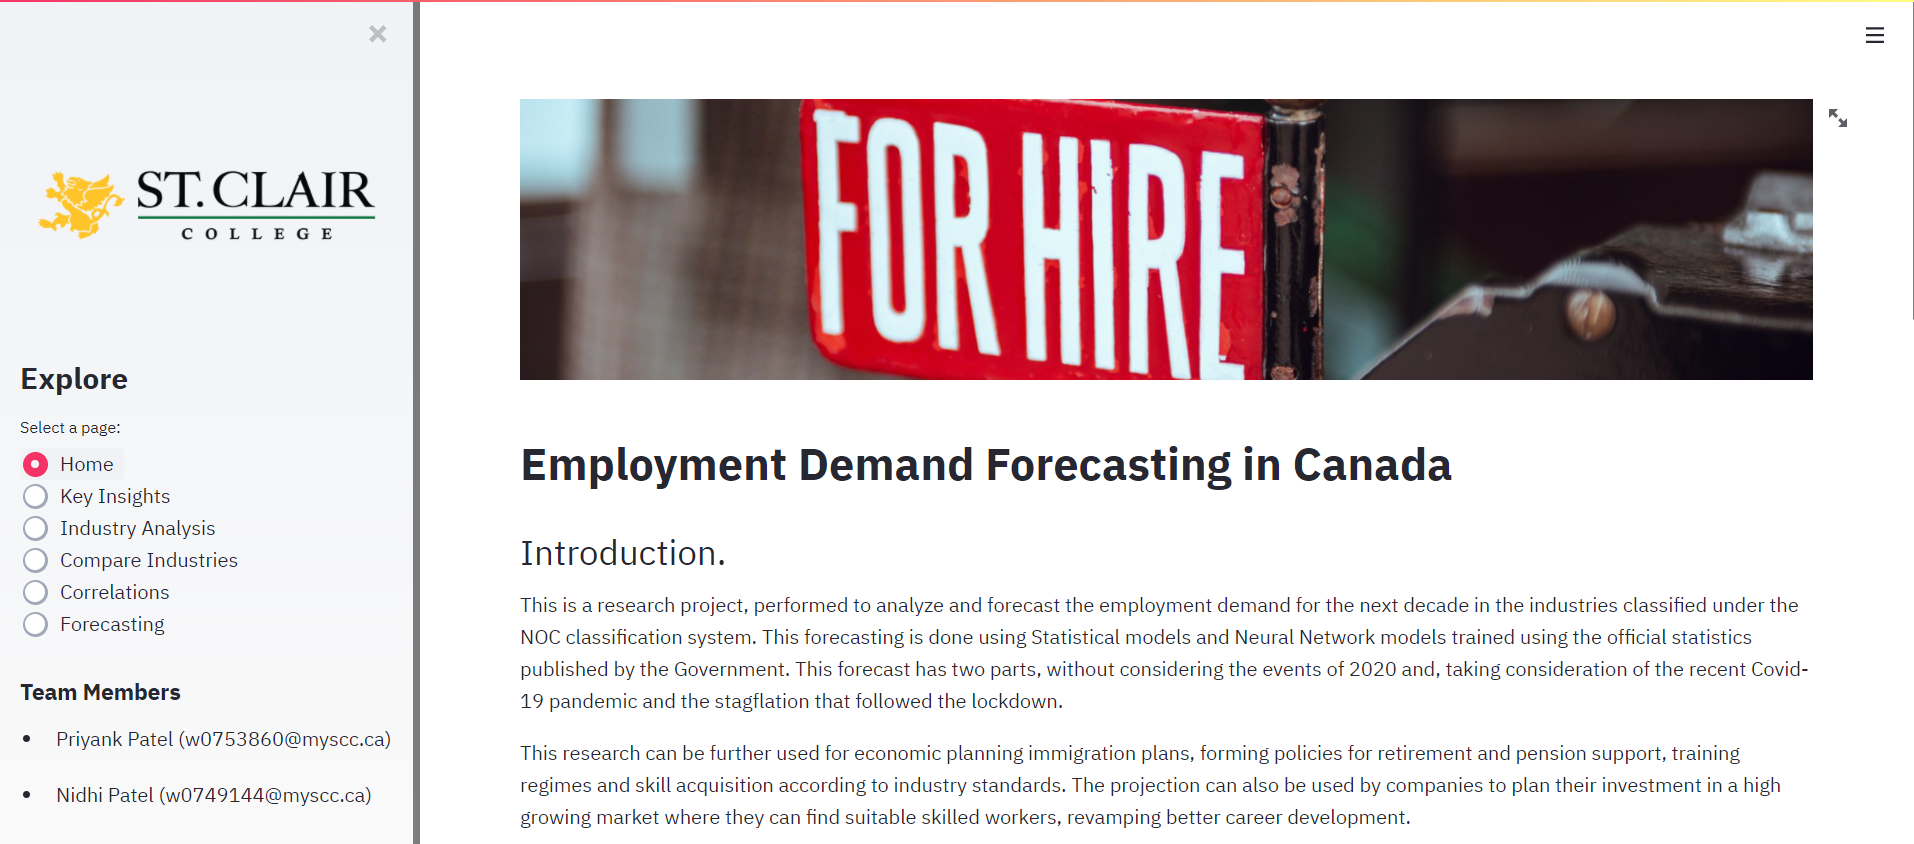 ST. CLAIR
COLLEGE
Explore
Select a page:
Home
Key Insights
Industry Analysis
Compare Industries
Correlations
Forecasting
Team Members
Priyank Patel (w0753860@myscc.ca)
Nidhi Patel (w0749144@myscc.ca)
FOR HIRE
Employment Demand Forecasting in Canada
Introduction.
This is a research project, performed to analyze and forecast the employment demand for the next decade in the industries classified under the
NOC classification system. This forecasting is done using Statistical models and Neural Network models trained using the official statistics
published by the Government. This forecast has two parts, without considering the events of 2020 and, taking consideration of the recent Covid-
19 pandemic and the stagflation that followed the lockdown.
This research can be further used for economic planning immigration plans, forming policies for retirement and pension support, training
regimes and skill acquisition according to industry standards. The projection can also be used by companies to plan their investment in a high
growing market where they can find suitable skilled workers, revamping better career development.